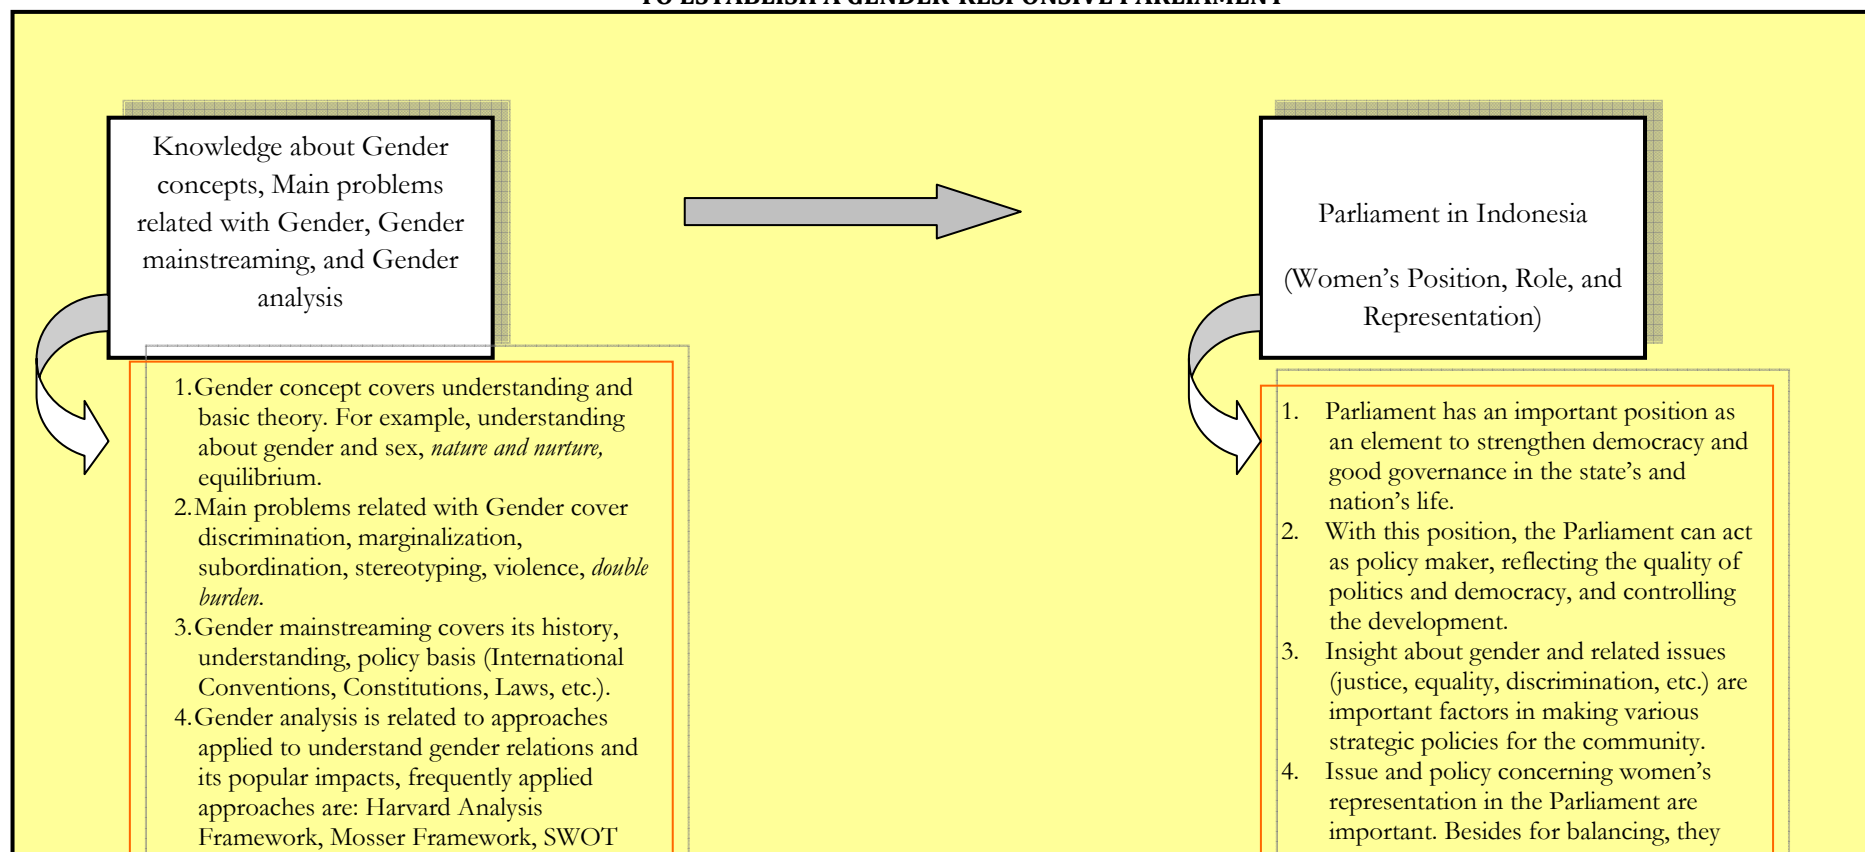 TO ESTABLISH A GENDER-RESPONSIVE PARLIAMENT
Knowledge about Gender
concepts, Main problems
related with Gender, Gender
mainstreaming, and Gender
analysis
1.Gender concept covers understanding and
basic theory. For example, understanding
about gender and sex, nature and nurture,
equilibrium.
2.Main problems related with Gender cover
discrimination, marginalization,
subordination, stereotyping, violence, double
burden.
3.Gender mainstreaming covers its history,
understanding, policy basis (International
Conventions, Constitutions, Laws, etc.).
4.Gender analysis is related to approaches
applied to understand gender relations and
its popular impacts, frequently applied
approaches are: Harvard Analysis
Framework, Mosser Framework, SWOT
Parliament in Indonesia
(Women's Position, Role, and
Representation)
1. Parliament has an important position as
an element to strengthen democracy and
good governance in the state's and
nation's life.
2. With this position, the Parliament can act
as policy maker, reflecting the quality of
politics and democracy, and controlling
the development.
3. Insight about gender and related issues
(justice, equality, discrimination, etc.) are
important factors in making various
strategic policies for the community.
4. Issue and policy concerning women's
representation in the Parliament are
important. Besides for balancing, they